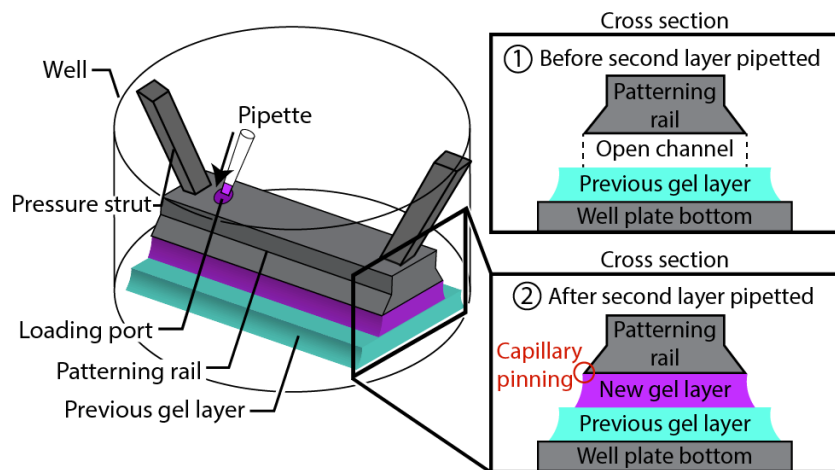 Well
Pipette
Pressure strut
Loading port
Patterning rail
Previous gel layer
Cross section
1 Before second layer pipetted
Patterning
rail
Open channel
Previous gel layer
Well plate bottom
Cross section
2 After second layer pipetted
Capillary
pinning
Patterning
rail
New gel layer
Previous gel layer
Well plate bottom